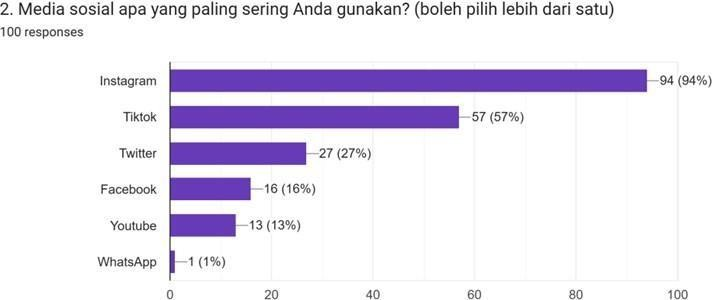 2. Media sosial apa yang paling sering Anda gunakan? (boleh pilih lebih dari satu)
100 responses
Instagram 94 (94%)
Tiktok 57 (57%)
Twitter 27 (27%)
Facebook 16 (16%)
Youtube 13 (13%)
WhatsApp 1 (1%)
0 20 40 60 80 100